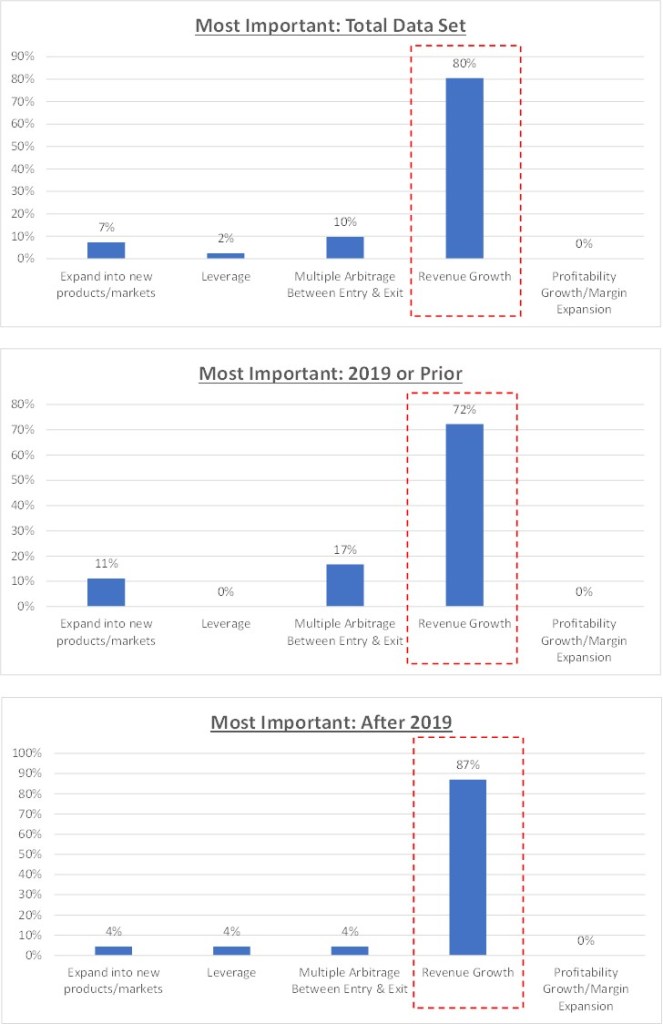 Most Important: Total Data Set
90%
80%
70%
60%
50%
40%
30%
20%
10%
0%
7%
2%
10%
80%
0%
Expand into new
products/markets
Leverage
Multiple Arbitrage
Between Entry & Exit
Revenue Growth
Profitability
Growth/Margin
Expansion
Most Important: 2019 or Prior
80%
70%
60%
50%
40%
30%
20%
10%
0%
11%
0%
17%
72%
0%
Expand into new
products/markets
Leverage
Multiple Arbitrage
Between Entry & Exit
Revenue Growth
Profitability
Growth/Margin
Expansion
Most Important: After 2019
100%
90%
80%
70%
60%
50%
40%
30%
20%
10%
0%
4%
4%
4%
87%
0%
Expand into new
products/markets
Leverage
Multiple Arbitrage
Between Entry & Exit
Revenue Growth
Profitability
Growth/Margin
Expansion